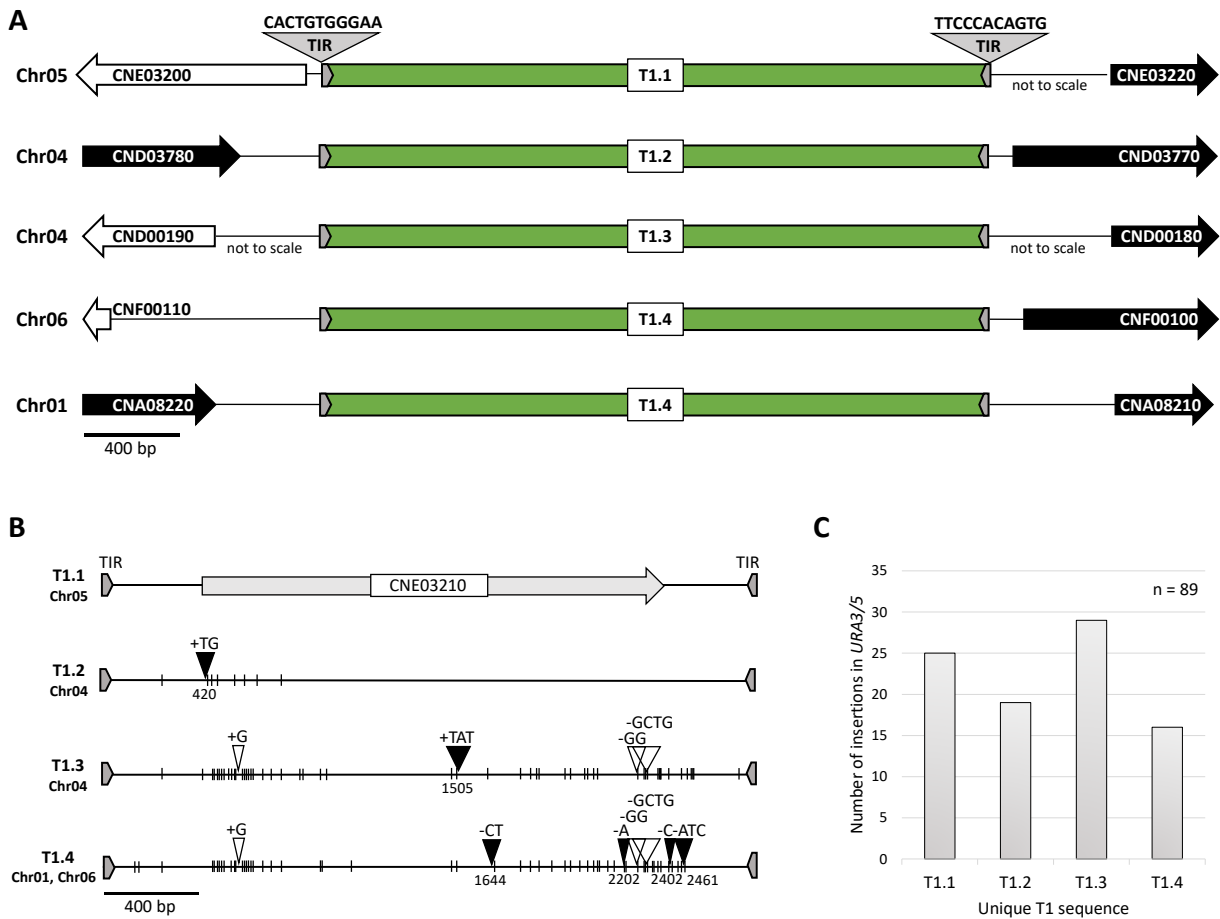 A
CACTGTGGGAA
TTCCCACAGTG
TIR
TIR
Chr05
CNE03200
T1.1
not to scale
CNE03220
Chr04
CND03780
T1.2
CND03770
Chr04
CND00190
not to scale
T1.3
not to scale
CND00180
Chr06
CNF00110
T1.4
CNF00100
Chr01
CNA08220
T1.4
CNA08210
400 bp
B
TIR
TIR
T1.1
Chr05
CNE03210
+TG
T1.2
Chr04
420
+G
+TAT
-GCTG
-GG
T1.3
Chr04
1505
-GCTG
-GG
+G
-CT
-A
-C
-ATC
T1.4
Chr01, Chr06
1644
2202
2402
2461
400 bp
C
n = 89
Number of insertions in URA3/5
35
30
25
20
15
10
5
0
T1.1
T1.2
T1.3
T1.4
Unique T1 sequence